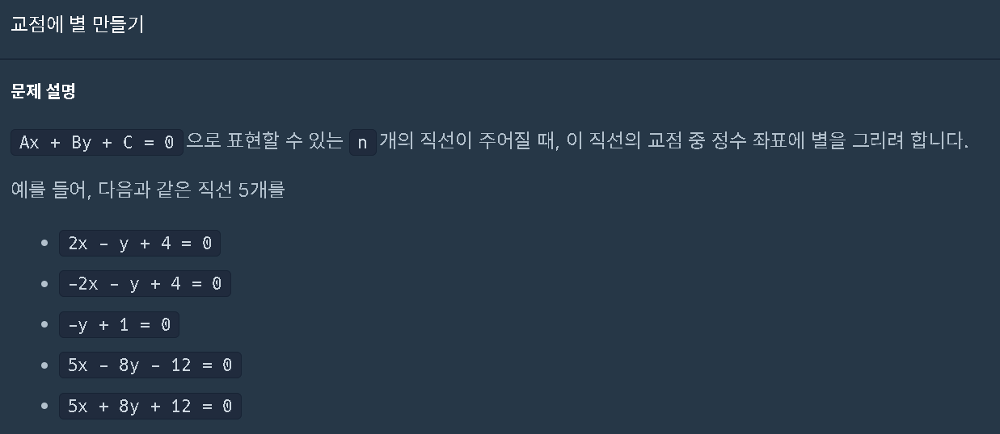 교점에 별 만들기
문제 설명
Ax + By + C = 0으로 표현할 수 있는 n개의 직선이 주어질 때, 이 직선의 교점 중 정수 좌표에 별을 그리려 합니다.
예를 들어, 다음과 같은 직선 5개를
• 2x - y + 4 = 0
• -2x - y + 4 = 0
• -y + 1 = 0
• 5x - 8y - 12 = 0
• 5x + 8y + 12 = 0